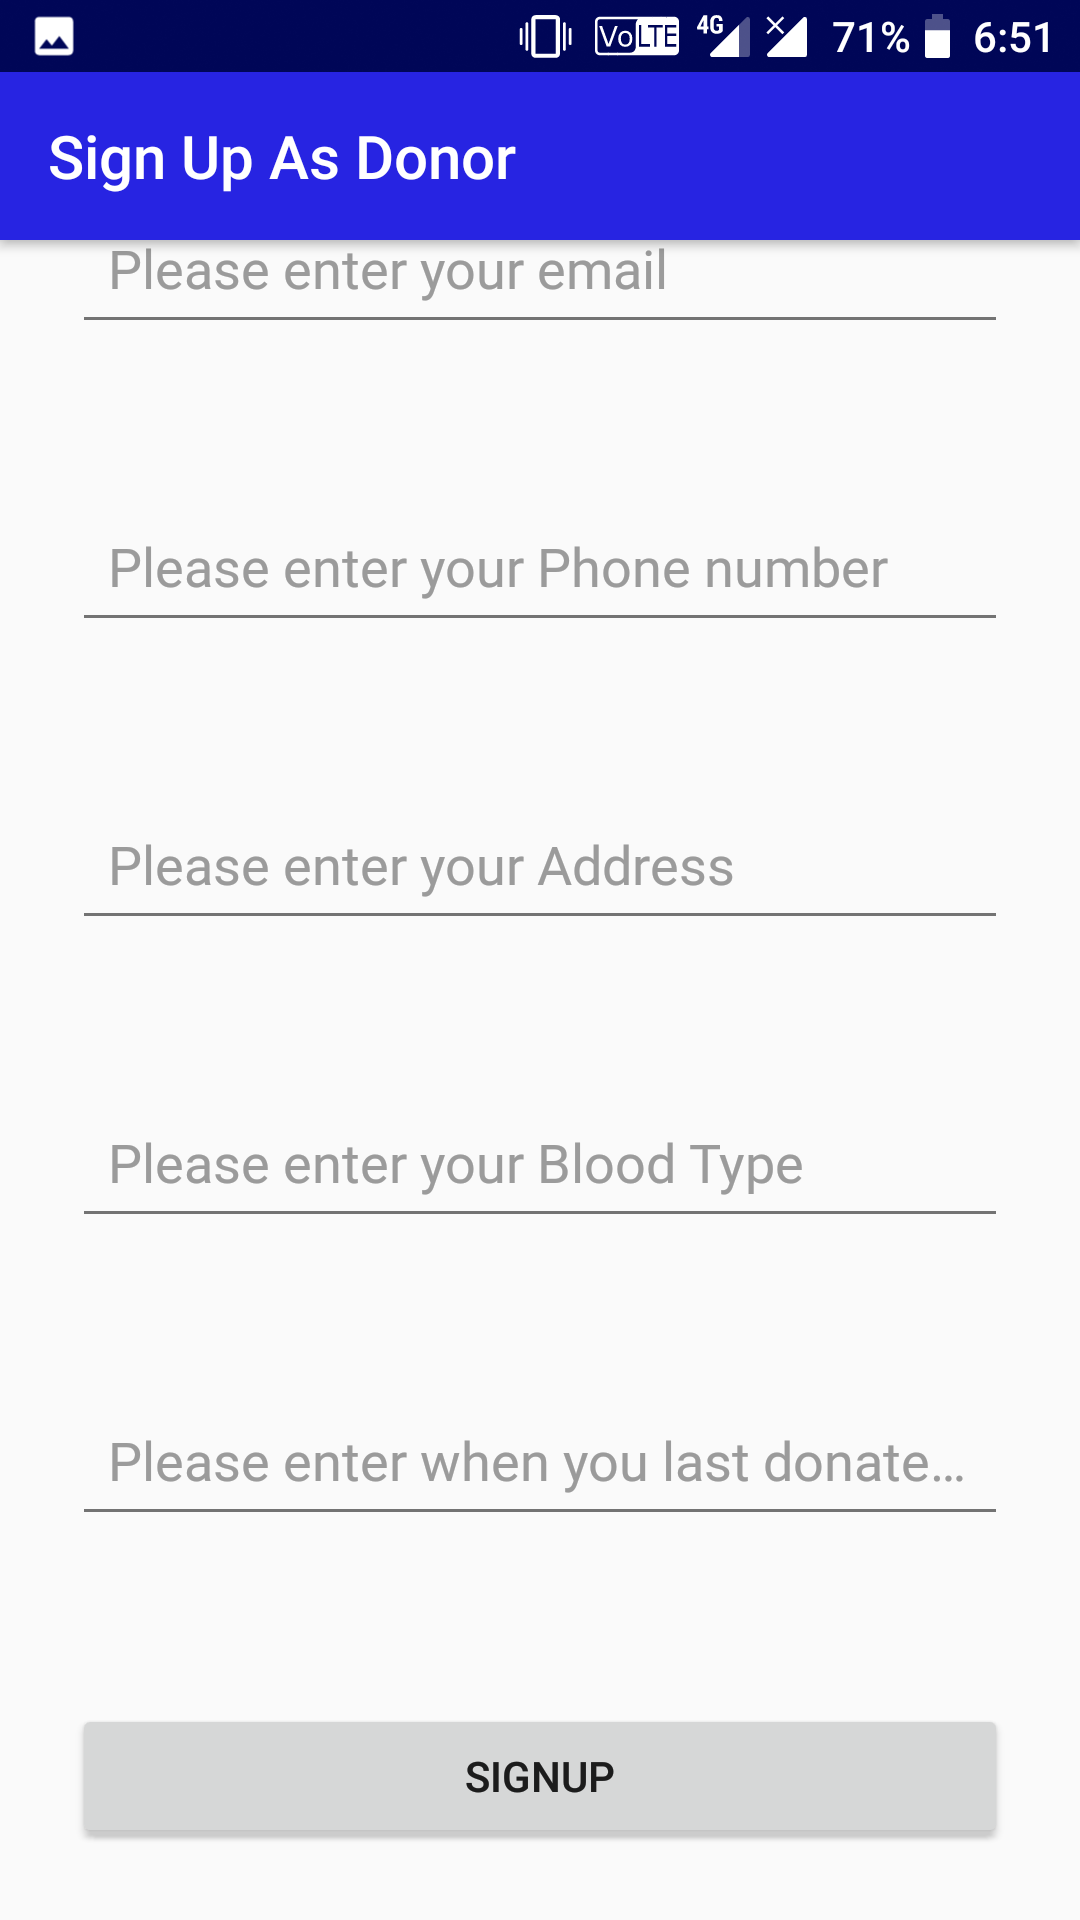 VoLTE 4G 71% 6:51
Sign Up As Donor
Please enter your email
Please enter your Phone number
Please enter your Address
Please enter your Blood Type
Please enter when you last donate...
SIGNUP